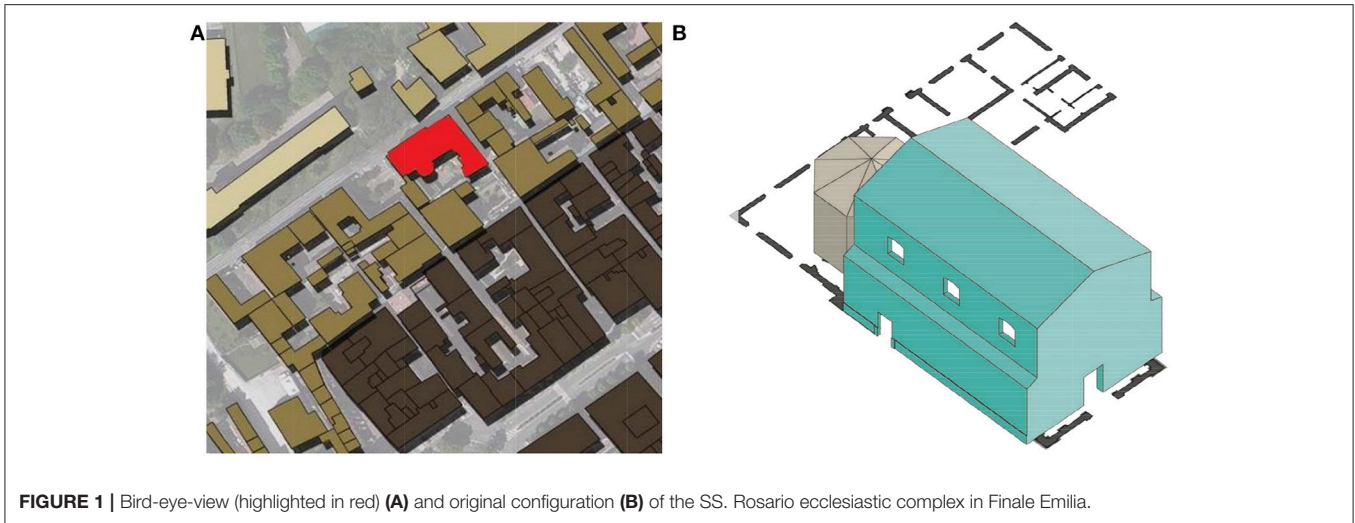 A
B
FIGURE 1 | Bird-eye-view (highlighted in red) (A) and original configuration (B) of the SS. Rosario ecclesiastic complex in Finale Emilia.